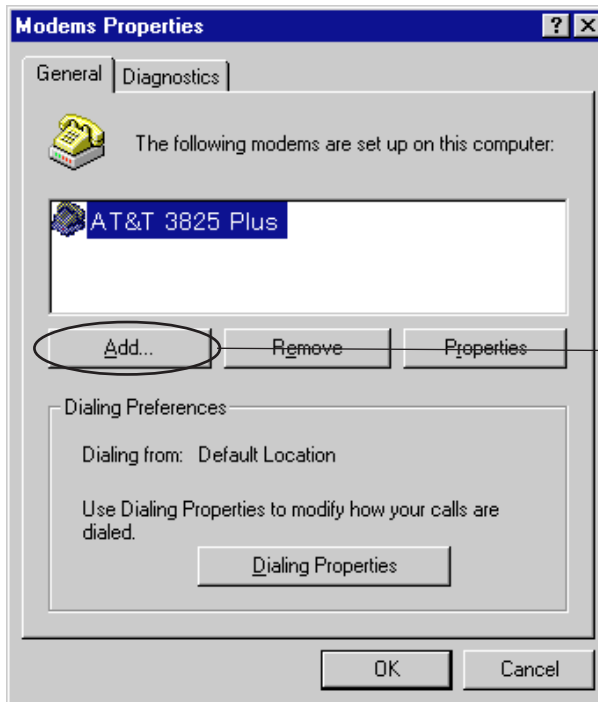 Modems Properties
General Diagnostics
The following modems are set up on this computer:
AT&T 3825 Plus
Add... Remove Properties
Dialing Preferences
Dialing from: Default Location
Use Dialing Properties to modify how your calls are
dialed.
Dialing Properties
OK Cancel